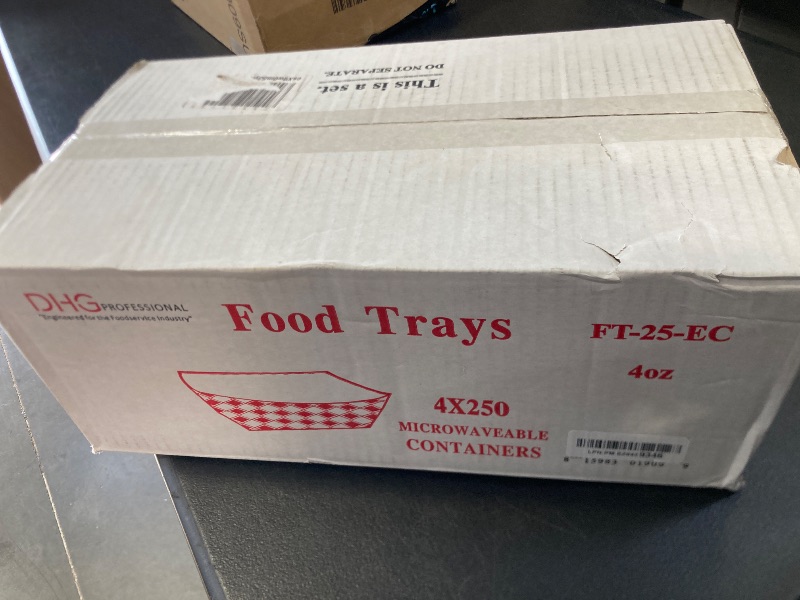 This is a set.
DO NOT SEPARATE.
DHG PROFESSIONAL
"Engineered for the Foodservice Industry"
Food Trays
FT-25-EC
4oz
4X250
MICROWAVEABLE
CONTAINERS